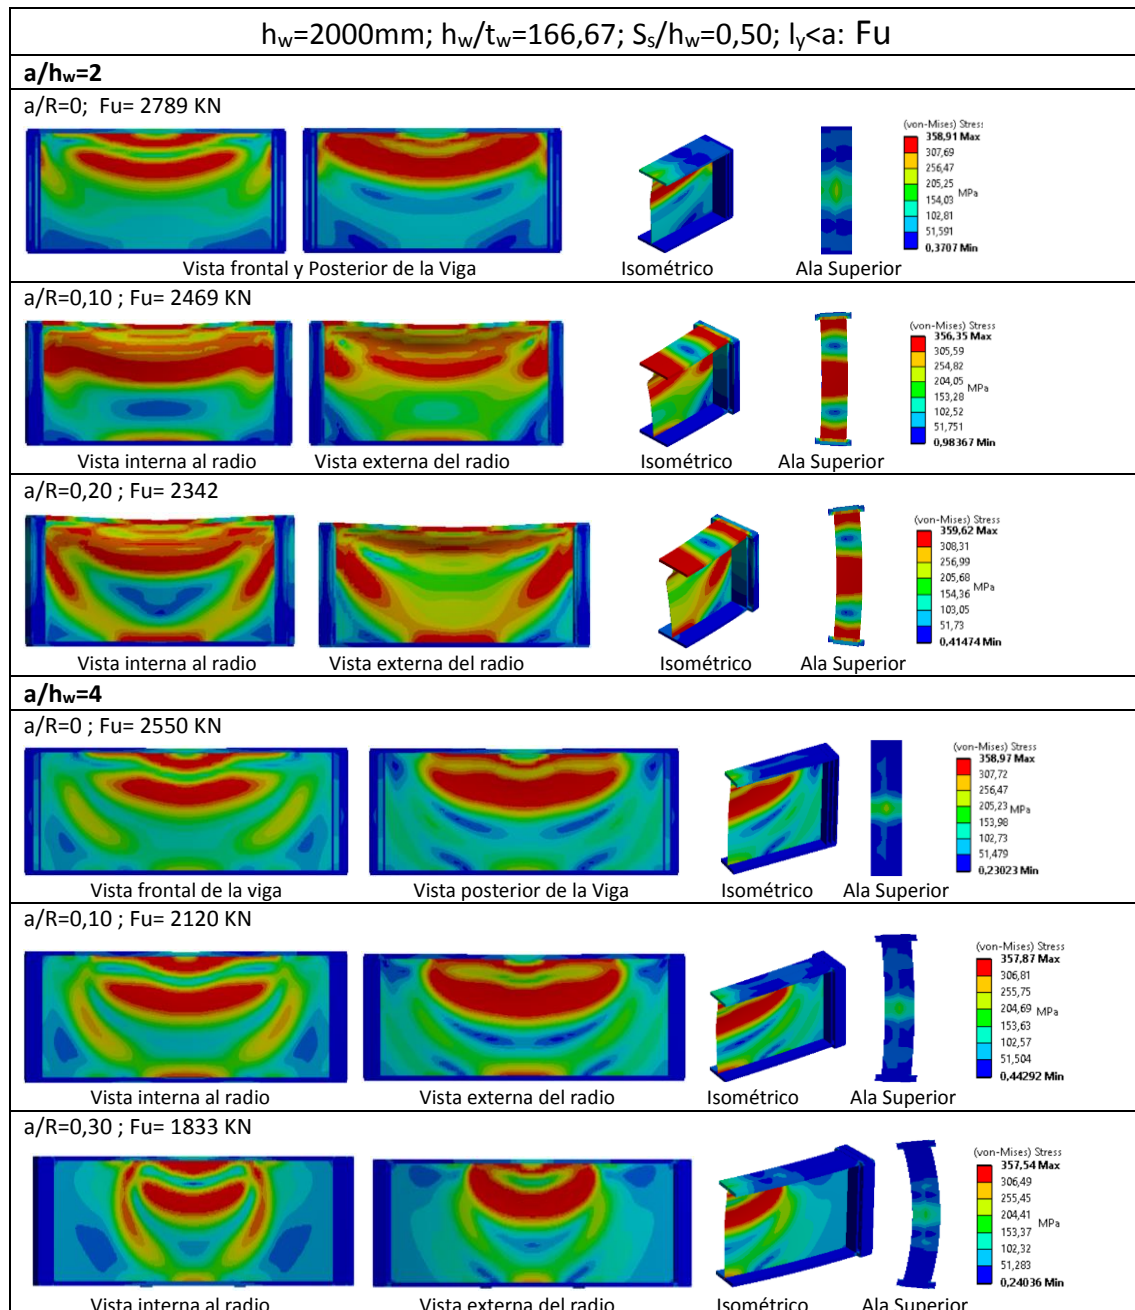 hw=2000mm; hw/tw=166,67; Ss/hw=0,50; ly<a: Fu
a/hw=2
a/R=0; Fu= 2789 KN
(von-Mises) Stress
358,91 Max
307,69
256,47
205,25
MPa
154,03
102,81
51,591
0,3707 Min
Vista frontal y Posterior de la Viga
Isométrico
Ala Superior
a/R=0,10 ; Fu= 2469 KN
(von-Mises) Stress
356,35 Max
305,59
254,82
204,05
MPa
153,28
102,52
51,751
0,98367 Min
Vista interna al radio
Vista externa del radio
Isométrico
Ala Superior
a/R=0,20 ; Fu= 2342
(von-Mises) Stress
359,62 Max
308,31
256,99
205,68
MPa
154,36
103,05
51,73
0,41474 Min
Vista interna al radio
Vista externa del radio
Isométrico
Ala Superior
a/hw=4
a/R=0 ; Fu= 2550 KN
(von-Mises) Stress
358,97 Max
307,72
256,47
205,23
MPa
153,98
102,73
51,479
0,23023 Min
Vista frontal de la viga
Vista posterior de la Viga
Isométrico
Ala Superior
a/R=0,10 ; Fu= 2120 KN
(von-Mises) Stress
357,87 Max
306,81
255,75
204,69
MPa
153,63
102,57
51,504
0,44292 Min
Vista interna al radio
Vista externa del radio
Isométrico
Ala Superior
a/R=0,30 ; Fu= 1833 KN
(von-Mises) Stress
357,54 Max
306,49
255,45
204,41
MPa
153,37
102,32
51,283
0,24036 Min
Vista interna al radio
Vista externa del radio
Isométrico
Ala Superior